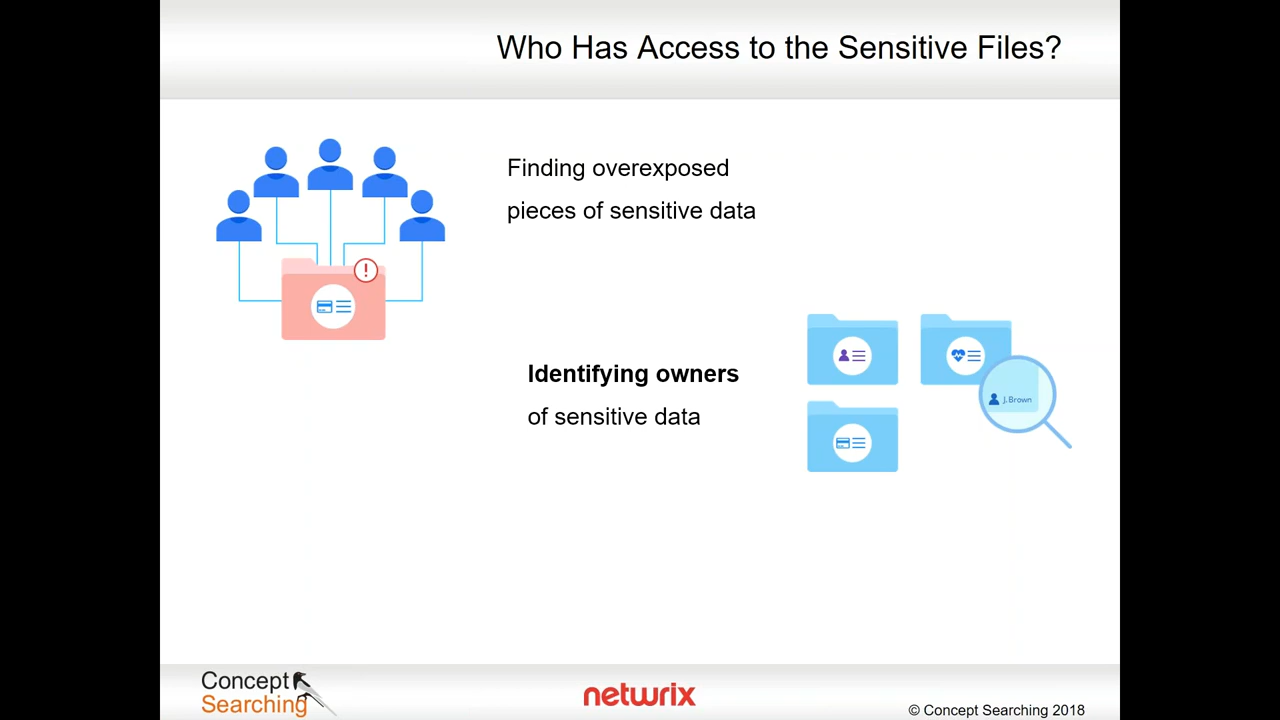 Who Has Access to the Sensitive Files?
Finding overexposed
pieces of sensitive data
Identifying owners
of sensitive data
J. Brown
Concept
Searching
netwrix
© Concept Searching 2018